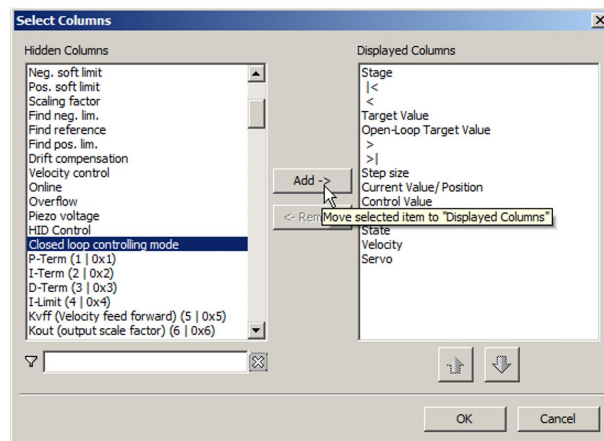 Select Columns
Hidden Columns
Neg. soft limit
Pos. soft limit
Scaling factor
Find neg. lim.
Find reference
Find pos. lim.
Drift compensation
Velocity control
Online
Overflow
Piezo voltage
HID Control
Closed loop controlling mode
P-Term (1 | 0x1)
I-Term (2 | 0x2)
D-Term (3 | 0x3)
I-Limit (4 | 0x4)
Kvff (Velocity feed forward) (5 | 0x5)
Kout (output scale factor) (6 | 0x6)
Add ->
<- Rem
Move selected item to "Displayed Columns"
Displayed Columns
Stage
|<
<
Target Value
Open-Loop Target Value
>
>|
Step size
Current Value/ Position
Control Value
State
Velocity
Servo
OK
Cancel